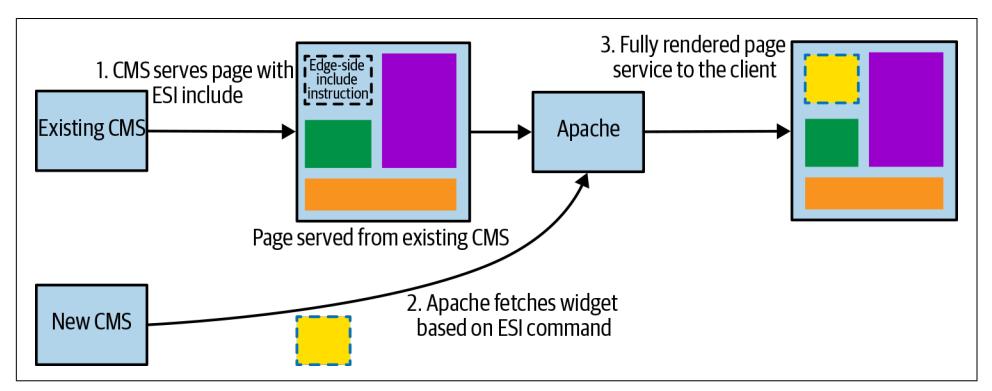 1. CMS serves page with
ESI include
Existing CMS
Edge-side
include
instruction
Page served from existing CMS
Apache
3. Fully rendered page
service to the client
New CMS
2. Apache fetches widget
based on ESI command